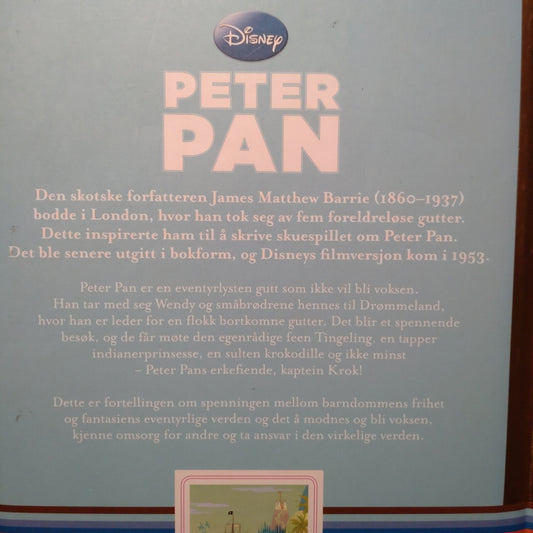 Disney
PETER
PAN
Den skotske forfatteren James Matthew Barrie (1860–1937)
bodde i London, hvor han tok seg av fem foreldreløse gutter.
Dette inspirerte ham til å skrive skuespillet om Peter Pan.
Det ble senere utgitt i bokform, og Disneys filmversjon kom i 1953.
Peter Pan er en eventyrlysten gutt som ikke vil bli voksen.
Han tar med seg Wendy og småbrødrene hennes til Drømmeland,
hvor han er leder for en flokk bortkomne gutter. Det blir et spennende
besøk, og de får møte den egenrådige feen Tingeling, en tapper
indianerprinsesse, en sulten krokodille og ikke minst
– Peter Pans erkefiende, kaptein Krok!
Dette er fortellingen om spenningen mellom barndommens frihet
og fantasiens eventyrlige verden og det å modnes og bli voksen,
kjenne omsorg for andre og ta ansvar i den virkelige verden.